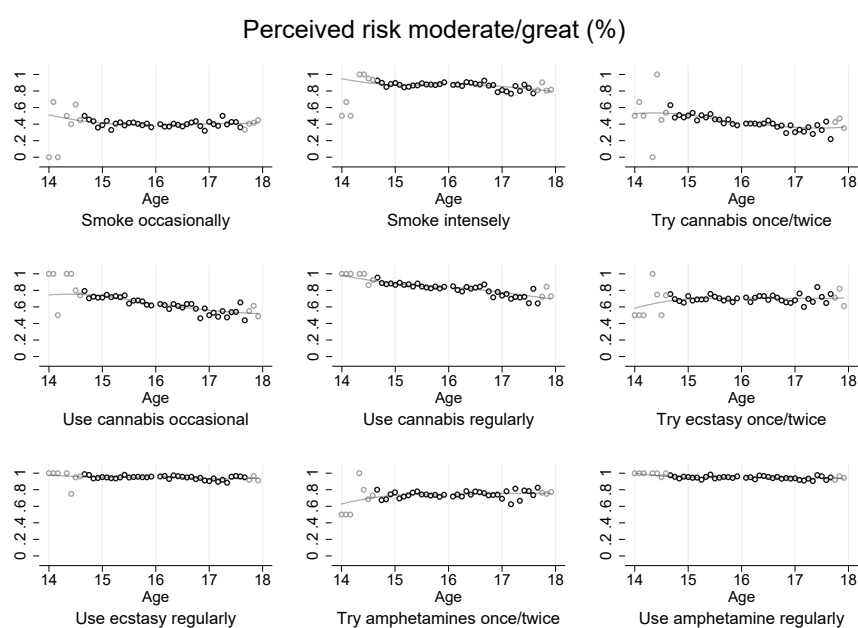 Perceived risk moderate/great (%)
0 .2 .4 .6 .8 1
14 15 16 17 18
Age
Smoke occasionally
0 .2 .4 .6 .8 1
14 15 16 17 18
Age
Smoke intensely
0 .2 .4 .6 .8 1
14 15 16 17 18
Age
Try cannabis once/twice
0 .2 .4 .6 .8 1
14 15 16 17 18
Age
Use cannabis occasional
0 .2 .4 .6 .8 1
14 15 16 17 18
Age
Use cannabis regularly
0 .2 .4 .6 .8 1
14 15 16 17 18
Age
Try ecstasy once/twice
0 .2 .4 .6 .8 1
14 15 16 17 18
Age
Use ecstasy regularly
0 .2 .4 .6 .8 1
14 15 16 17 18
Age
Try amphetamines once/twice
0 .2 .4 .6 .8 1
14 15 16 17 18
Age
Use amphetamine regularly